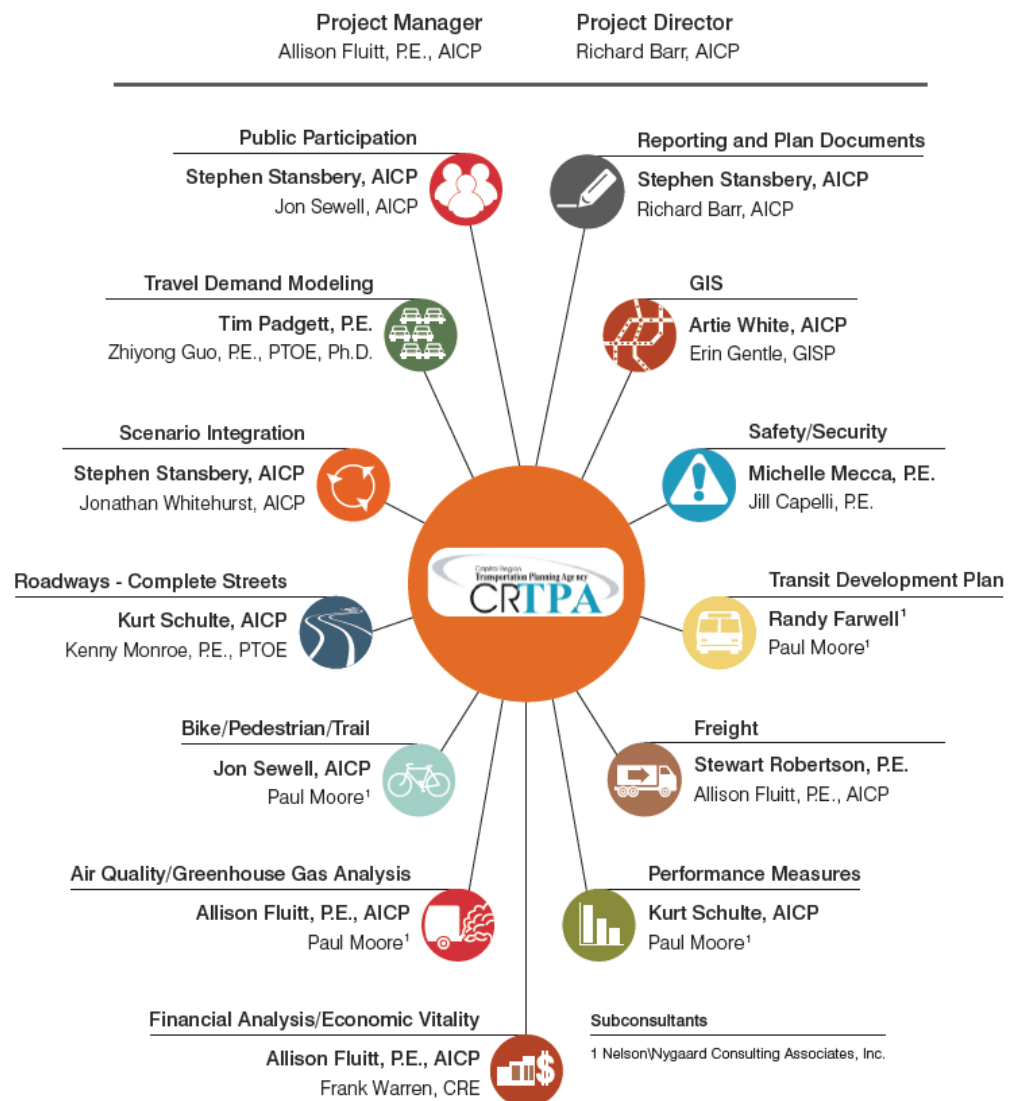 Project Manager
Allison Fluitt, P.E., AICP
Project Director
Richard Barr, AICP
Public Participation
Stephen Stansbery, AICP
Jon Sewell, AICP
Reporting and Plan Documents
Stephen Stansbery, AICP
Richard Barr, AICP
Travel Demand Modeling
Tim Padgett, P.E.
Zhiyong Guo, P.E., PTOE, Ph.D.
GIS
Artie White, AICP
Erin Gentle, GISP
Scenario Integration
Stephen Stansbery, AICP
Jonathan Whitehurst, AICP
Safety/Security
Michelle Mecca, P.E.
Jill Capelli, P.E.
Capital Region
Transportation Planning Agency
CRTPA
Roadways - Complete Streets
Kurt Schulte, AICP
Kenny Monroe, P.E., PTOE
Transit Development Plan
Randy Farwell¹
Paul Moore¹
Bike/Pedestrian/Trail
Jon Sewell, AICP
Paul Moore¹
Freight
Stewart Robertson, P.E.
Allison Fluitt, P.E., AICP
Air Quality/Greenhouse Gas Analysis
Allison Fluitt, P.E., AICP
Paul Moore¹
Performance Measures
Kurt Schulte, AICP
Paul Moore¹
Financial Analysis/Economic Vitality
Allison Fluitt, P.E., AICP
Frank Warren, CRE
$
Subconsultants
1 Nelson\Nygaard Consulting Associates, Inc.